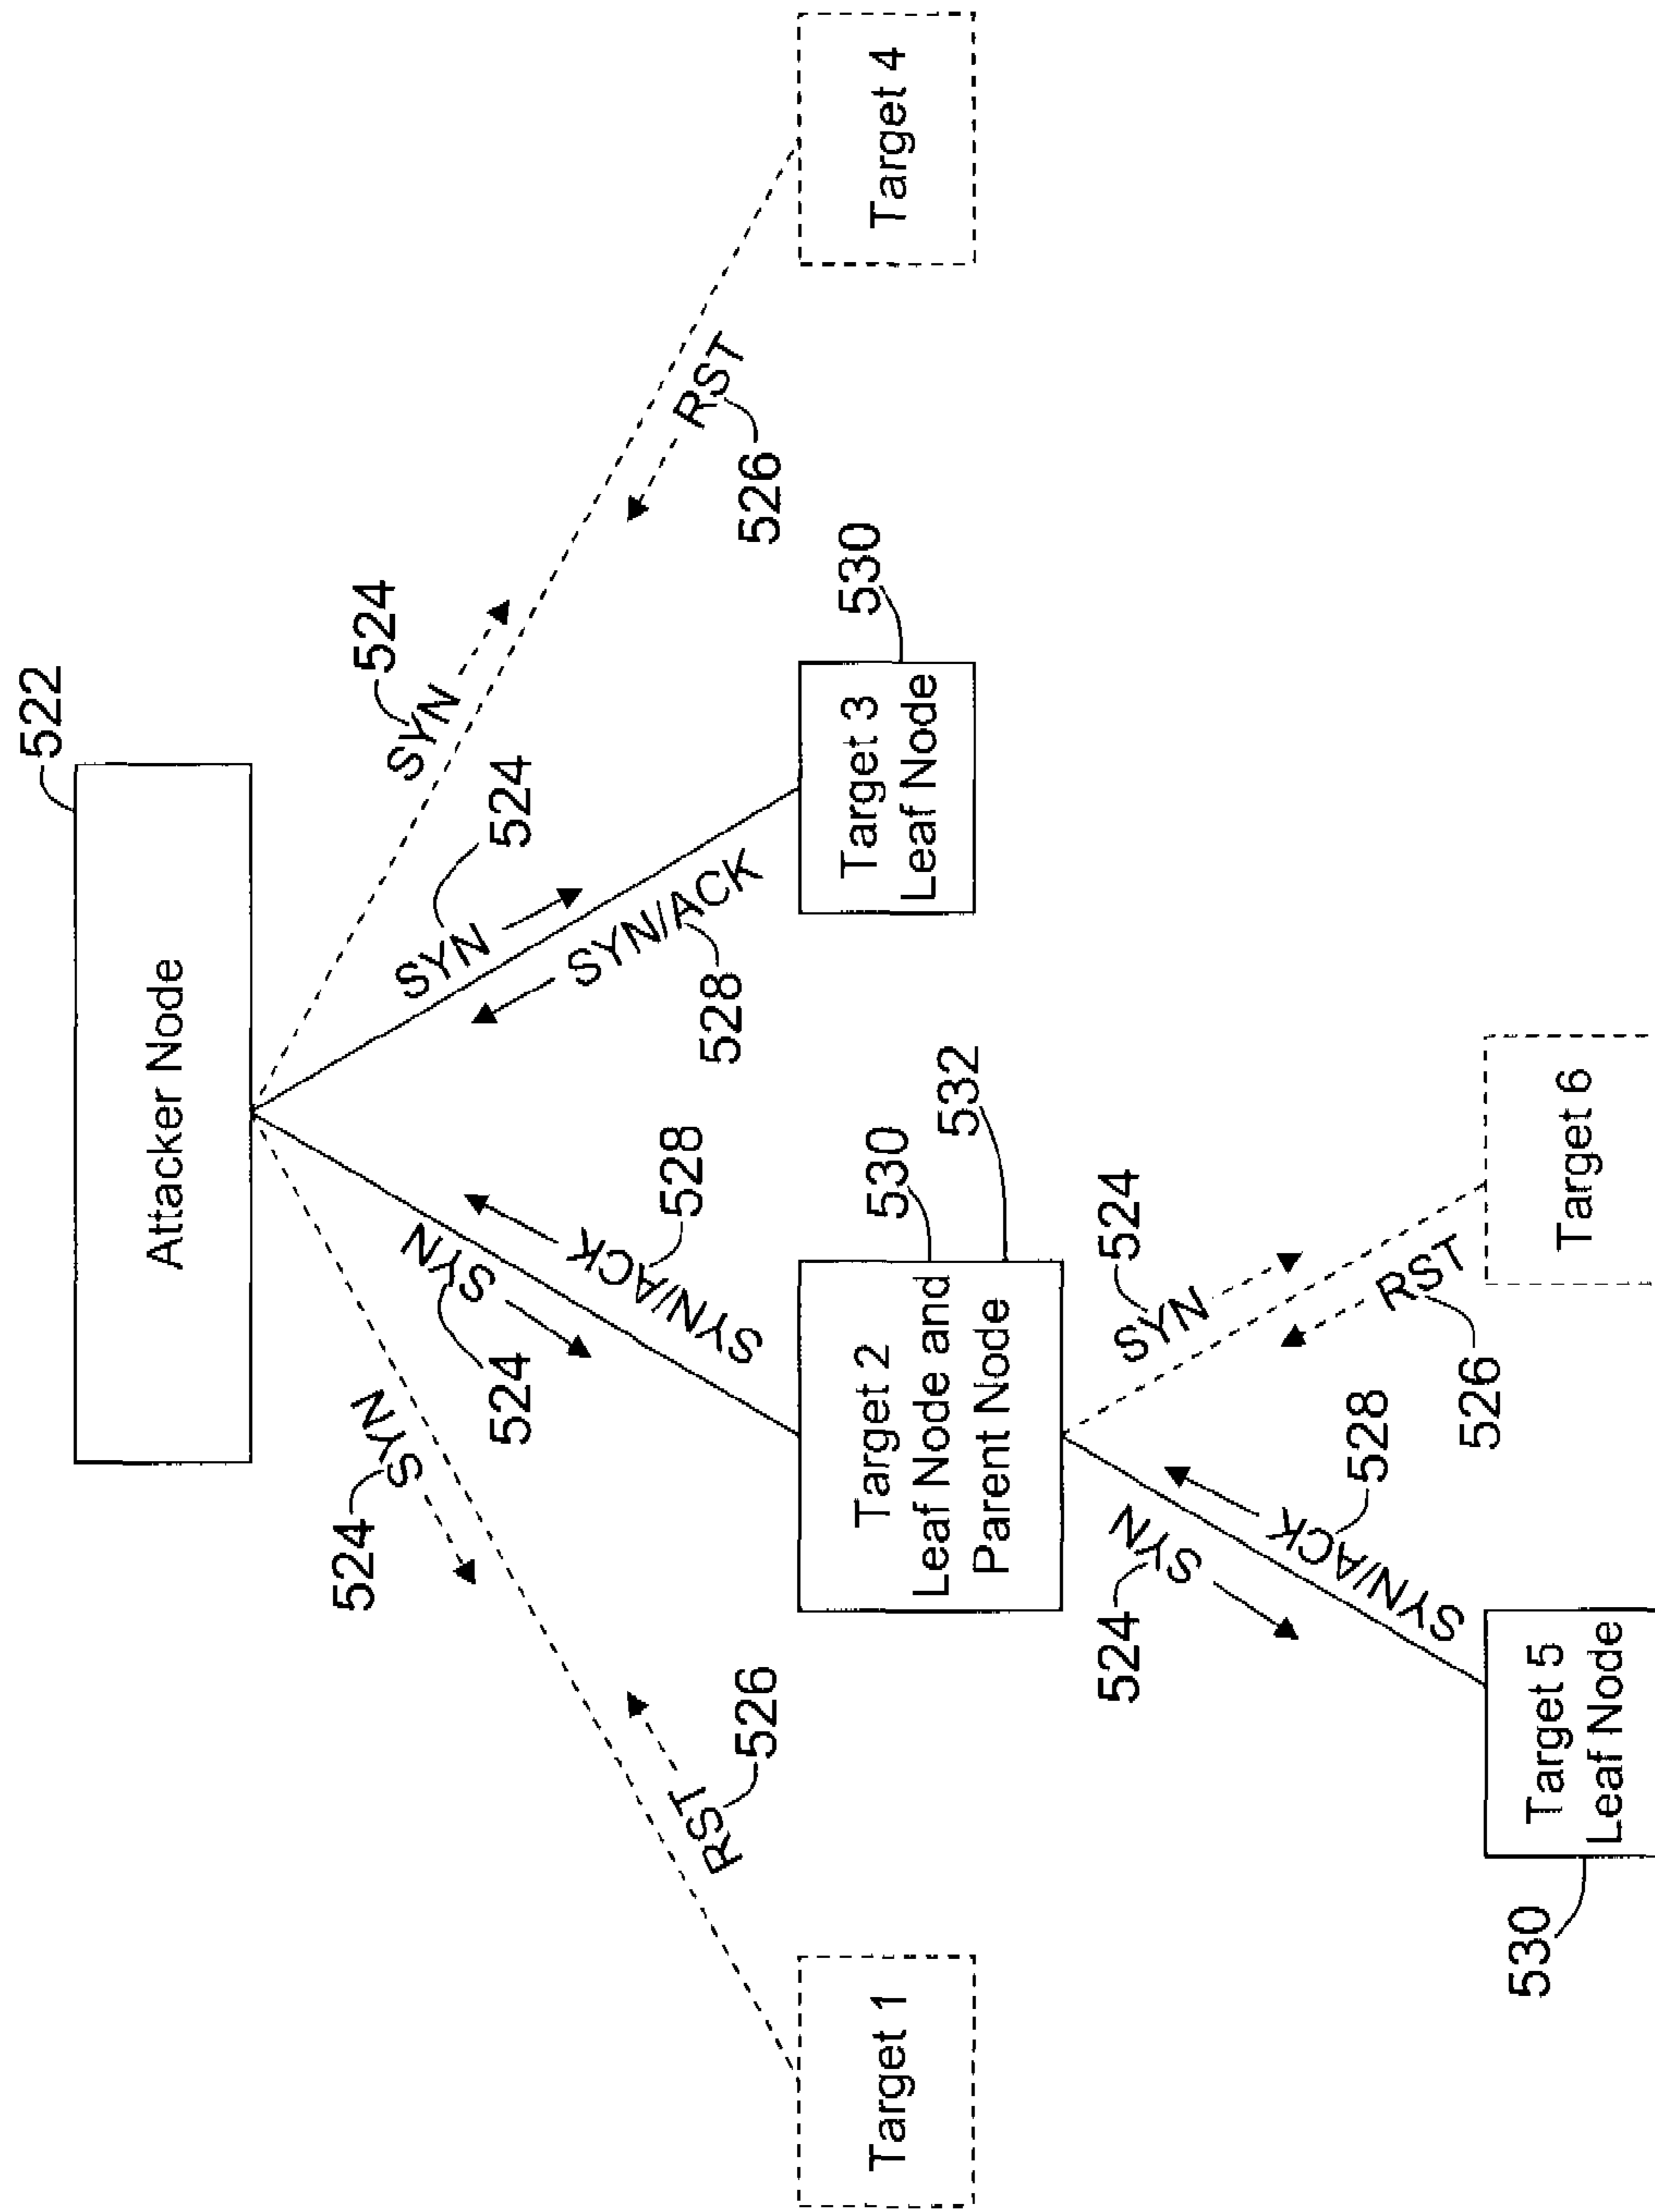 522
Attacker Node
SYN
524
SYN
524
SYN
524
SYN
524
SYN/ACK
528
SYN/ACK
528
RST
526
RST
526
Target 1
Target 2
Leaf Node and
Parent Node
530
532
Target 3
Leaf Node
530
Target 4
SYN
524
SYN/ACK
528
SYN
524
RST
526
Target 5
Leaf Node
530
Target 6